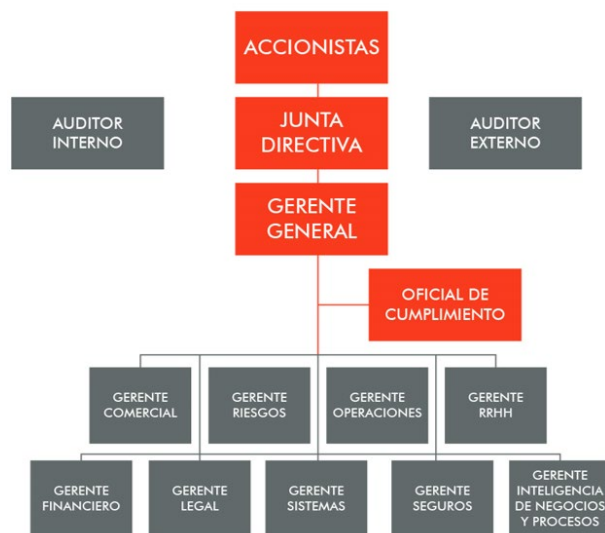 ACCIONISTAS
AUDITOR
INTERNO
JUNTA
DIRECTIVA
AUDITOR
EXTERNO
GERENTE
GENERAL
OFICIAL DE
CUMPLIMIENTO
GERENTE
COMERCIAL
GERENTE
RIESGOS
GERENTE
OPERACIONES
GERENTE
RRHH
GERENTE
FINANCIERO
GERENTE
LEGAL
GERENTE
SISTEMAS
GERENTE
SEGUROS
GERENTE
INTELIGENCIA
DE NEGOCIOS
Y PROCESOS